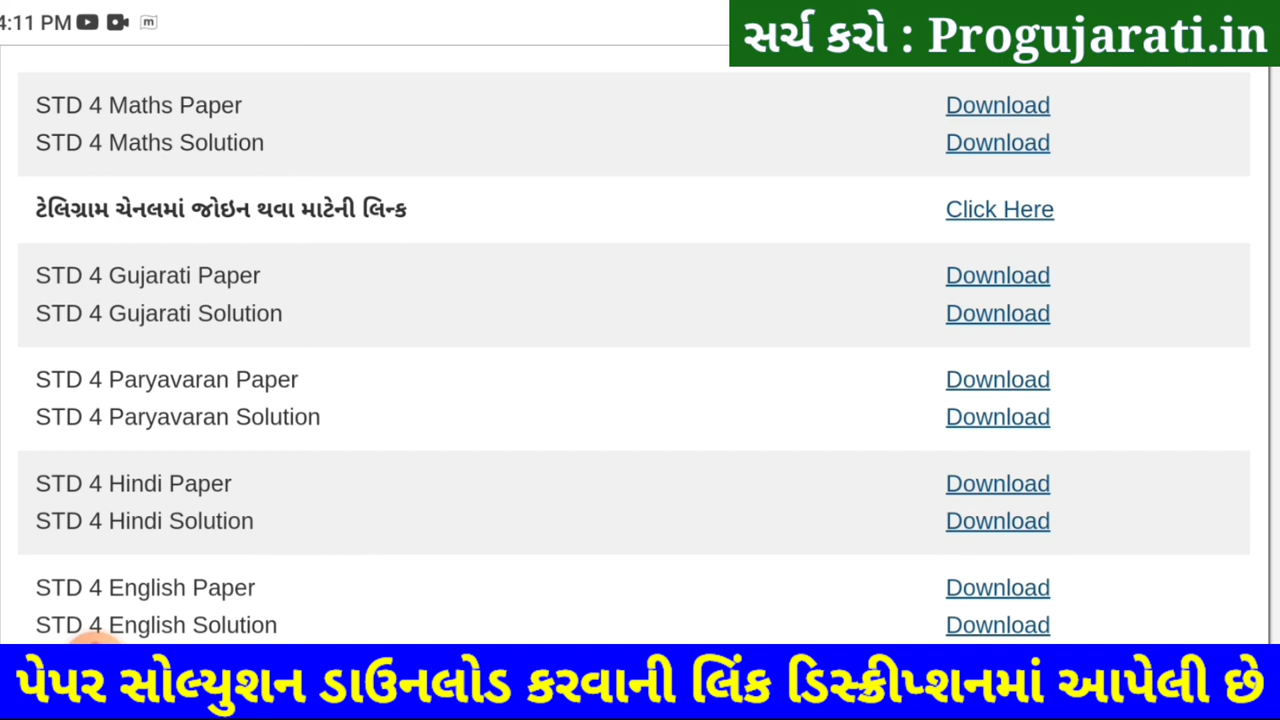 4:11 PM
સર્ચ કરો : Progujarati.in
STD 4 Maths Paper Download
STD 4 Maths Solution Download
ટેલિગ્રામ ચેનલમાં જોઇન થવા માટેની લિન્ક Click Here
STD 4 Gujarati Paper Download
STD 4 Gujarati Solution Download
STD 4 Paryavaran Paper Download
STD 4 Paryavaran Solution Download
STD 4 Hindi Paper Download
STD 4 Hindi Solution Download
STD 4 English Paper Download
STD 4 English Solution Download
પેપર સોલ્યુશન ડાઉનલોડ કરવાની લિંક ડિસ્ક્રીપ્શનમાં આપેલી છે